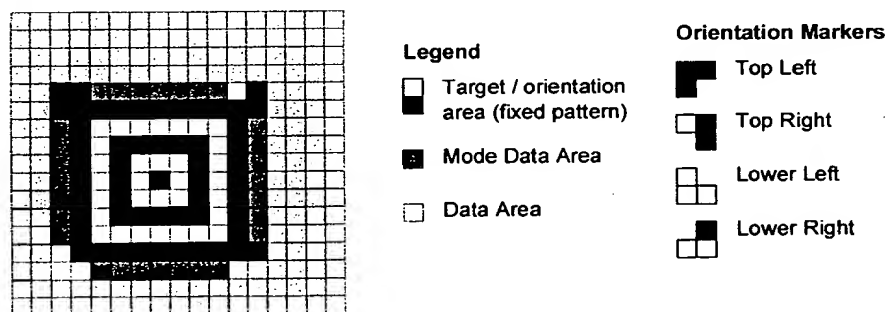 Legend
Target / orientation
area (fixed pattern)
Mode Data Area
Data Area
Orientation Markers
Top Left
Top Right
Lower Left
Lower Right